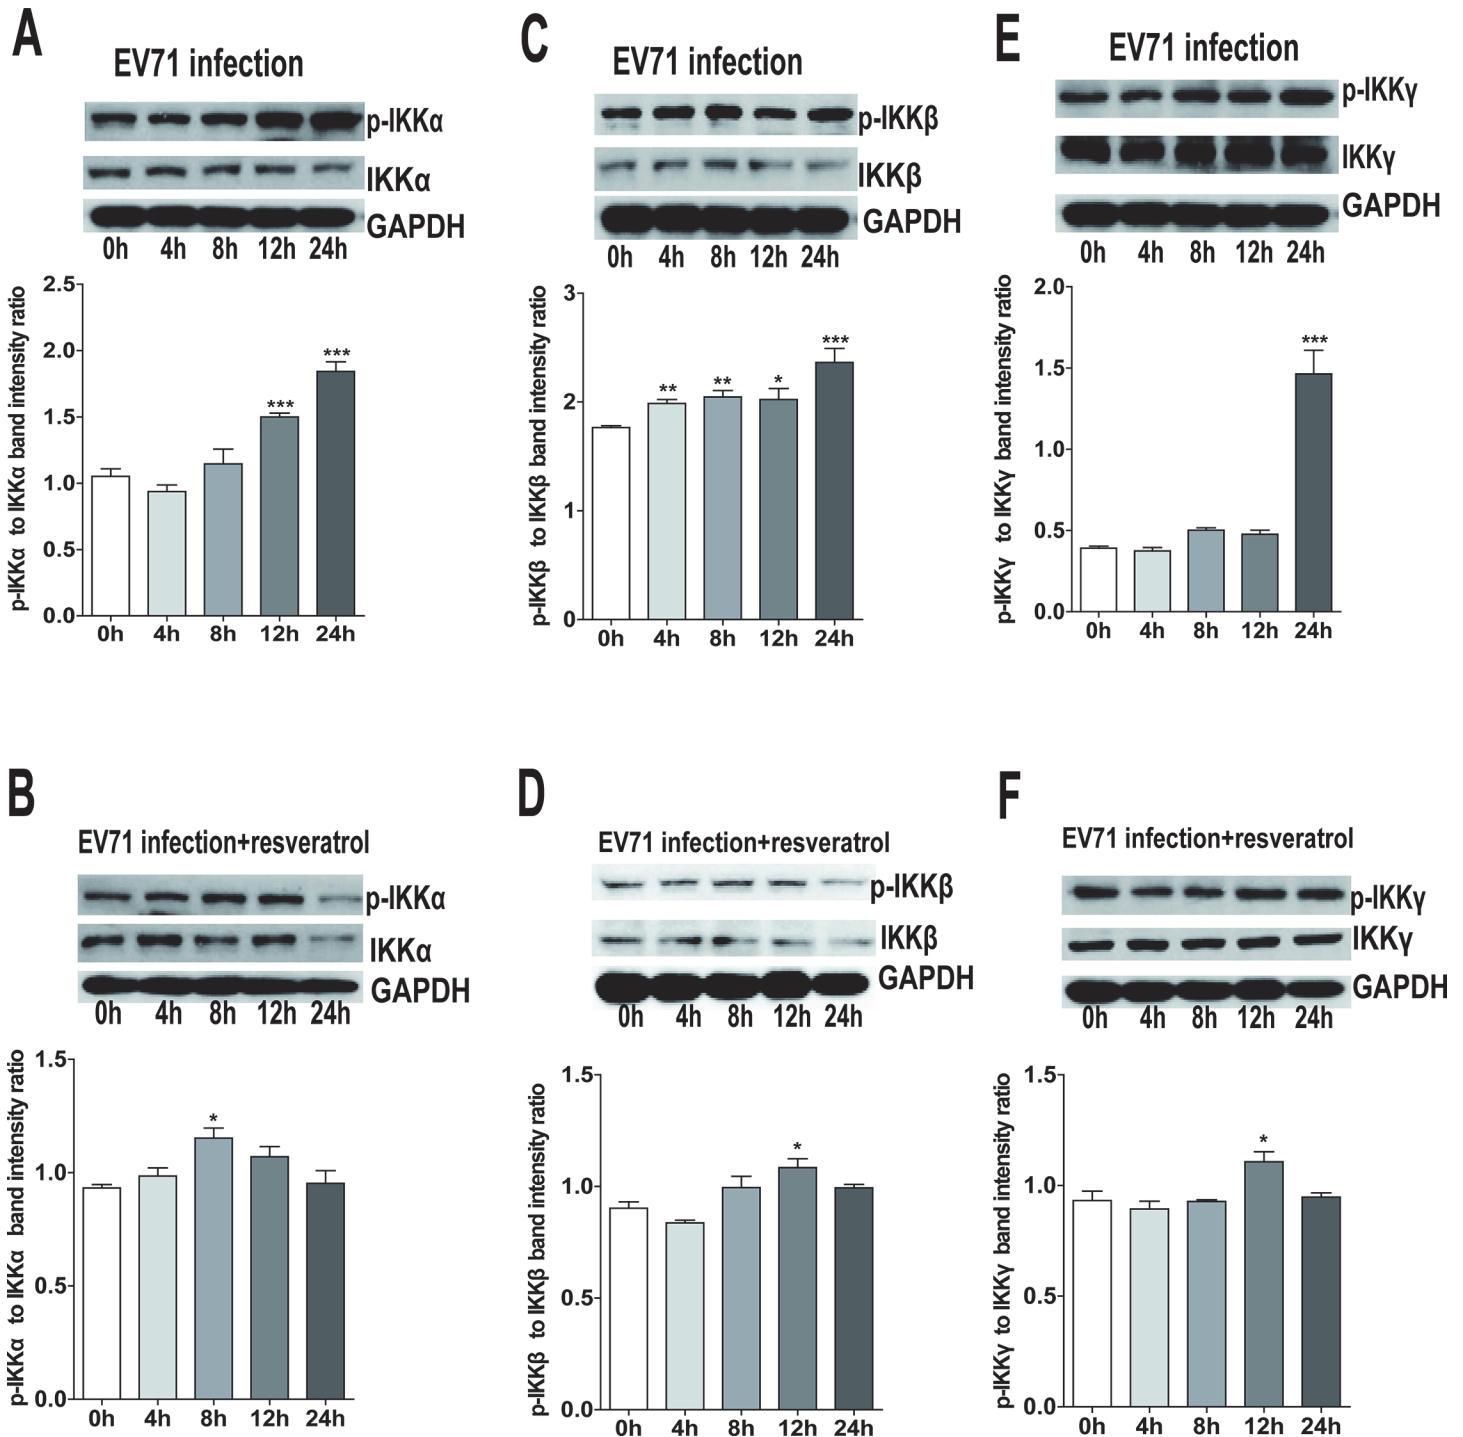 A
EV71 infection
p-IKKα
IKKα
GAPDH
0h 4h 8h 12h 24h
p-IKKα to IKKα band intensity ratio
2.5
2.0
1.5
1.0
0.5
0.0
***
***
0h 4h 8h 12h 24h
C
EV71 infection
p-IKKβ
IKKβ
GAPDH
0h 4h 8h 12h 24h
p-IKKβ to IKKβ band intensity ratio
3
2
1
0
** ** * ***
0h 4h 8h 12h 24h
E
EV71 infection
p-IKKγ
IKKγ
GAPDH
0h 4h 8h 12h 24h
p-IKKγ to IKKγ band intensity ratio
2.0
1.5
1.0
0.5
0.0
***
0h 4h 8h 12h 24h
B
EV71 infection+resveratrol
p-IKKα
IKKα
GAPDH
0h 4h 8h 12h 24h
p-IKKα to IKKα band intensity ratio
1.5
1.0
0.5
0.0
*
0h 4h 8h 12h 24h
D
EV71 infection+resveratrol
p-IKKβ
IKKβ
GAPDH
0h 4h 8h 12h 24h
p-IKKβ to IKKβ band intensity ratio
1.5
1.0
0.5
0.0
*
0h 4h 8h 12h 24h
F
EV71 infection+resveratrol
p-IKKγ
IKKγ
GAPDH
0h 4h 8h 12h 24h
p-IKKγ to IKKγ band intensity ratio
1.5
1.0
0.5
0.0
*
0h 4h 8h 12h 24h